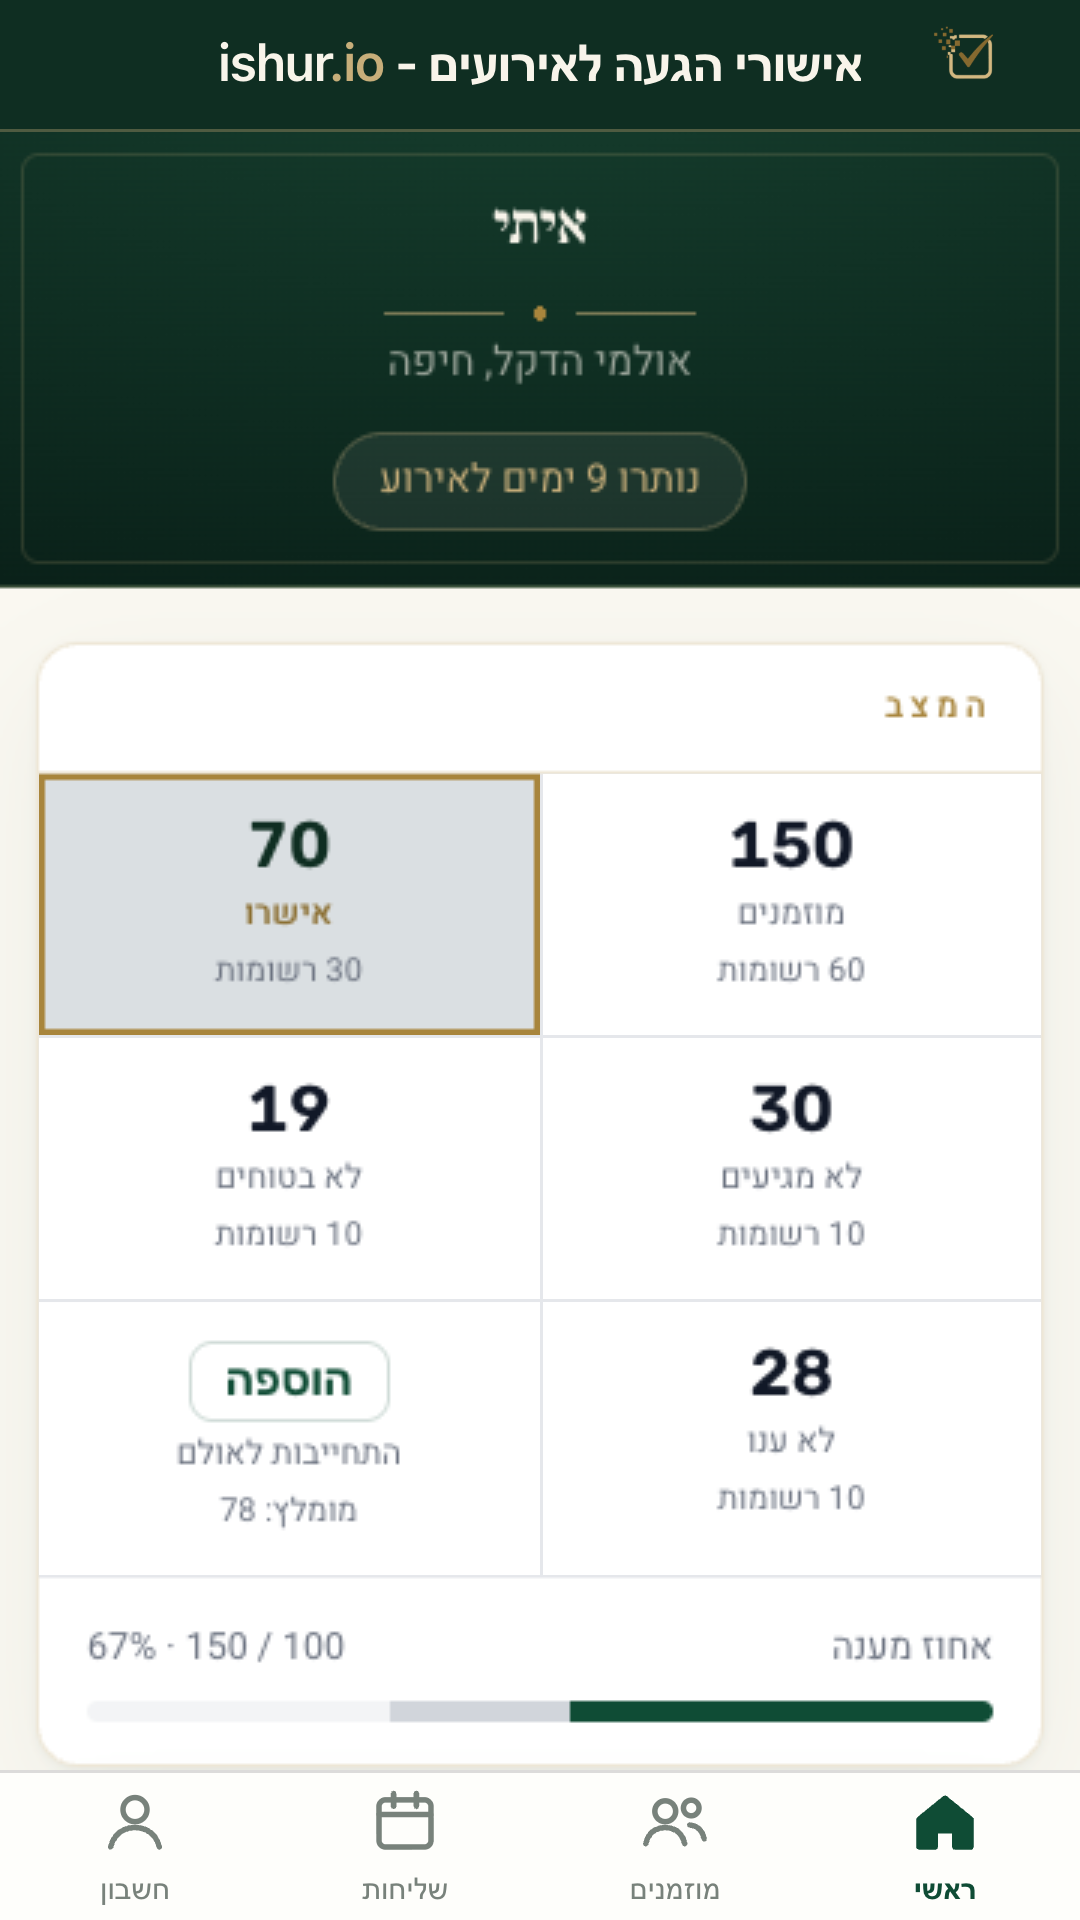 אישורי הגעה לאירועים - ishur.io
איתי
אולמי הדקל, חיפה
נותרו 9 ימים לאירוע
המצב
150
מוזמנים
60 רשומות
70
אישרו
30 רשומות
30
לא מגיעים
10 רשומות
19
לא בטוחים
10 רשומות
28
לא ענו
10 רשומות
הוספה
התחייבות לאולם
מומלץ: 78
אחוז מענה
100 / 150 · 67%
ראשי
מוזמנים
שליחות
חשבון